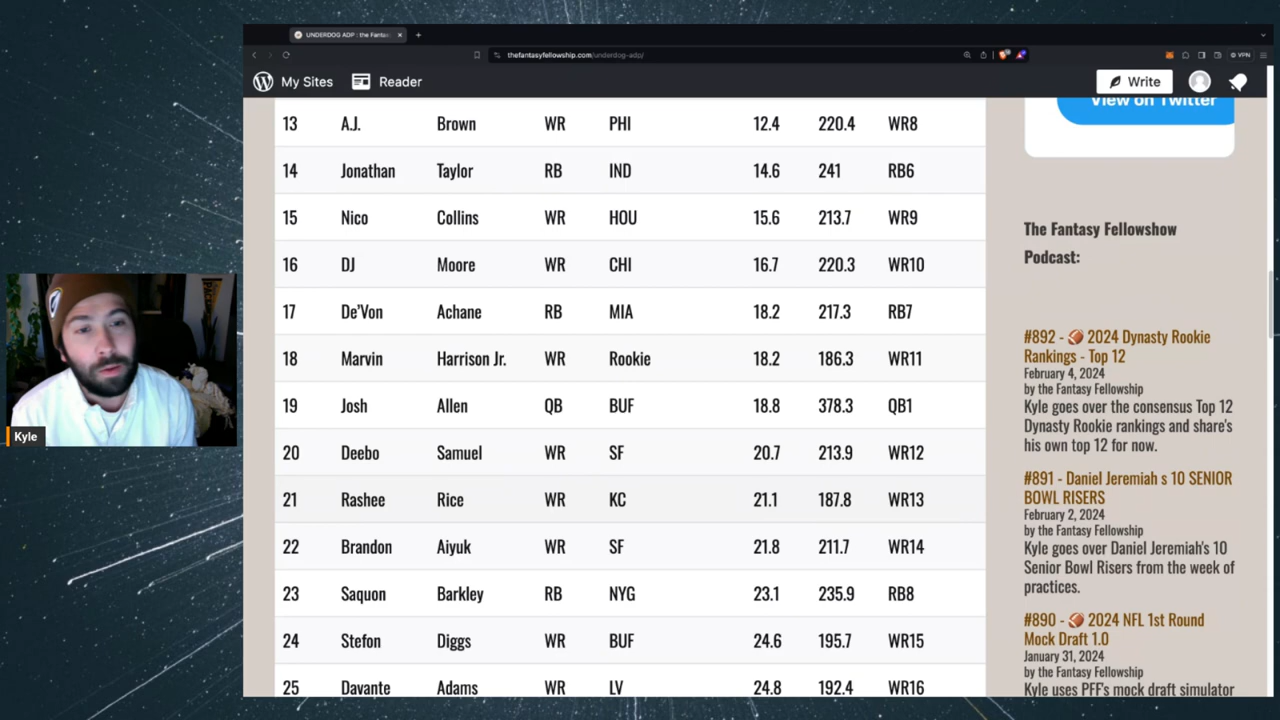 UNDERDOG ADP : the Fantas
thefantasyfellowship.com/underdog-adp/
VPN
My Sites
Reader
Write
13 A.J. Brown WR PHI 12.4 220.4 WR8
14 Jonathan Taylor RB IND 14.6 241 RB6
15 Nico Collins WR HOU 15.6 213.7 WR9
16 DJ Moore WR CHI 16.7 220.3 WR10
17 De'Von Achane RB MIA 18.2 217.3 RB7
18 Marvin Harrison Jr. WR Rookie 18.2 186.3 WR11
19 Josh Allen QB BUF 18.8 378.3 QB1
20 Deebo Samuel WR SF 20.7 213.9 WR12
21 Rashee Rice WR KC 21.1 187.8 WR13
22 Brandon Aiyuk WR SF 21.8 211.7 WR14
23 Saquon Barkley RB NYG 23.1 235.9 RB8
24 Stefon Diggs WR BUF 24.6 195.7 WR15
25 Davante Adams WR LV 24.8 192.4 WR16
View on Twitter
The Fantasy Fellowshow
Podcast:
#892 - 🏈 2024 Dynasty Rookie
Rankings - Top 12
February 4, 2024
by the Fantasy Fellowship
Kyle goes over the consensus Top 12
Dynasty Rookie rankings and share's
his own top 12 for now.
#891 - Daniel Jeremiah s 10 SENIOR
BOWL RISERS
February 2, 2024
by the Fantasy Fellowship
Kyle goes over Daniel Jeremiah's 10
Senior Bowl Risers from the week of
practices.
#890 - 🏈 2024 NFL 1st Round
Mock Draft 1.0
January 31, 2024
by the Fantasy Fellowship
Kyle uses PFF's mock draft simulator
Kyle